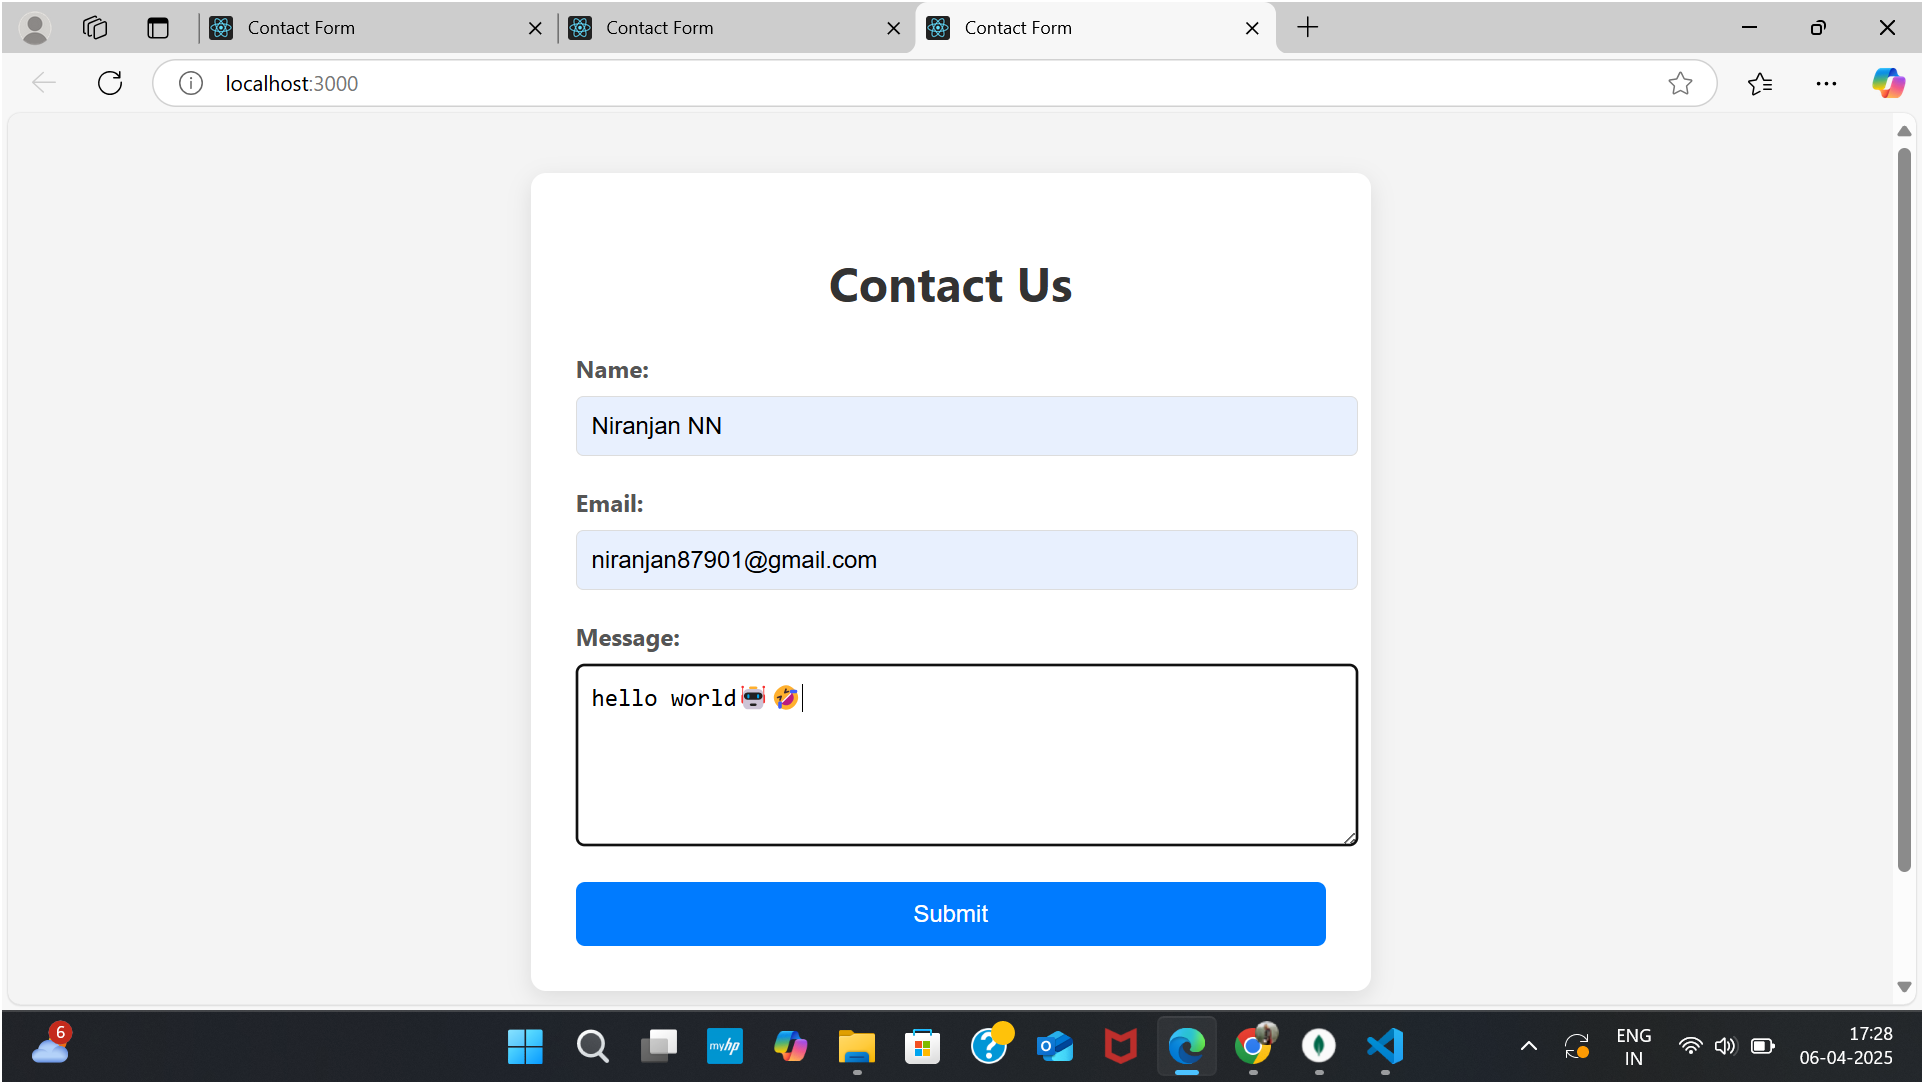 Contact Form
Contact Form
Contact Form
localhost:3000
Contact Us
Name:
Niranjan NN
Email:
niranjan87901@gmail.com
Message:
hello world🤖🤣
Submit
6
myhp
ENG
IN
17:28
06-04-2025